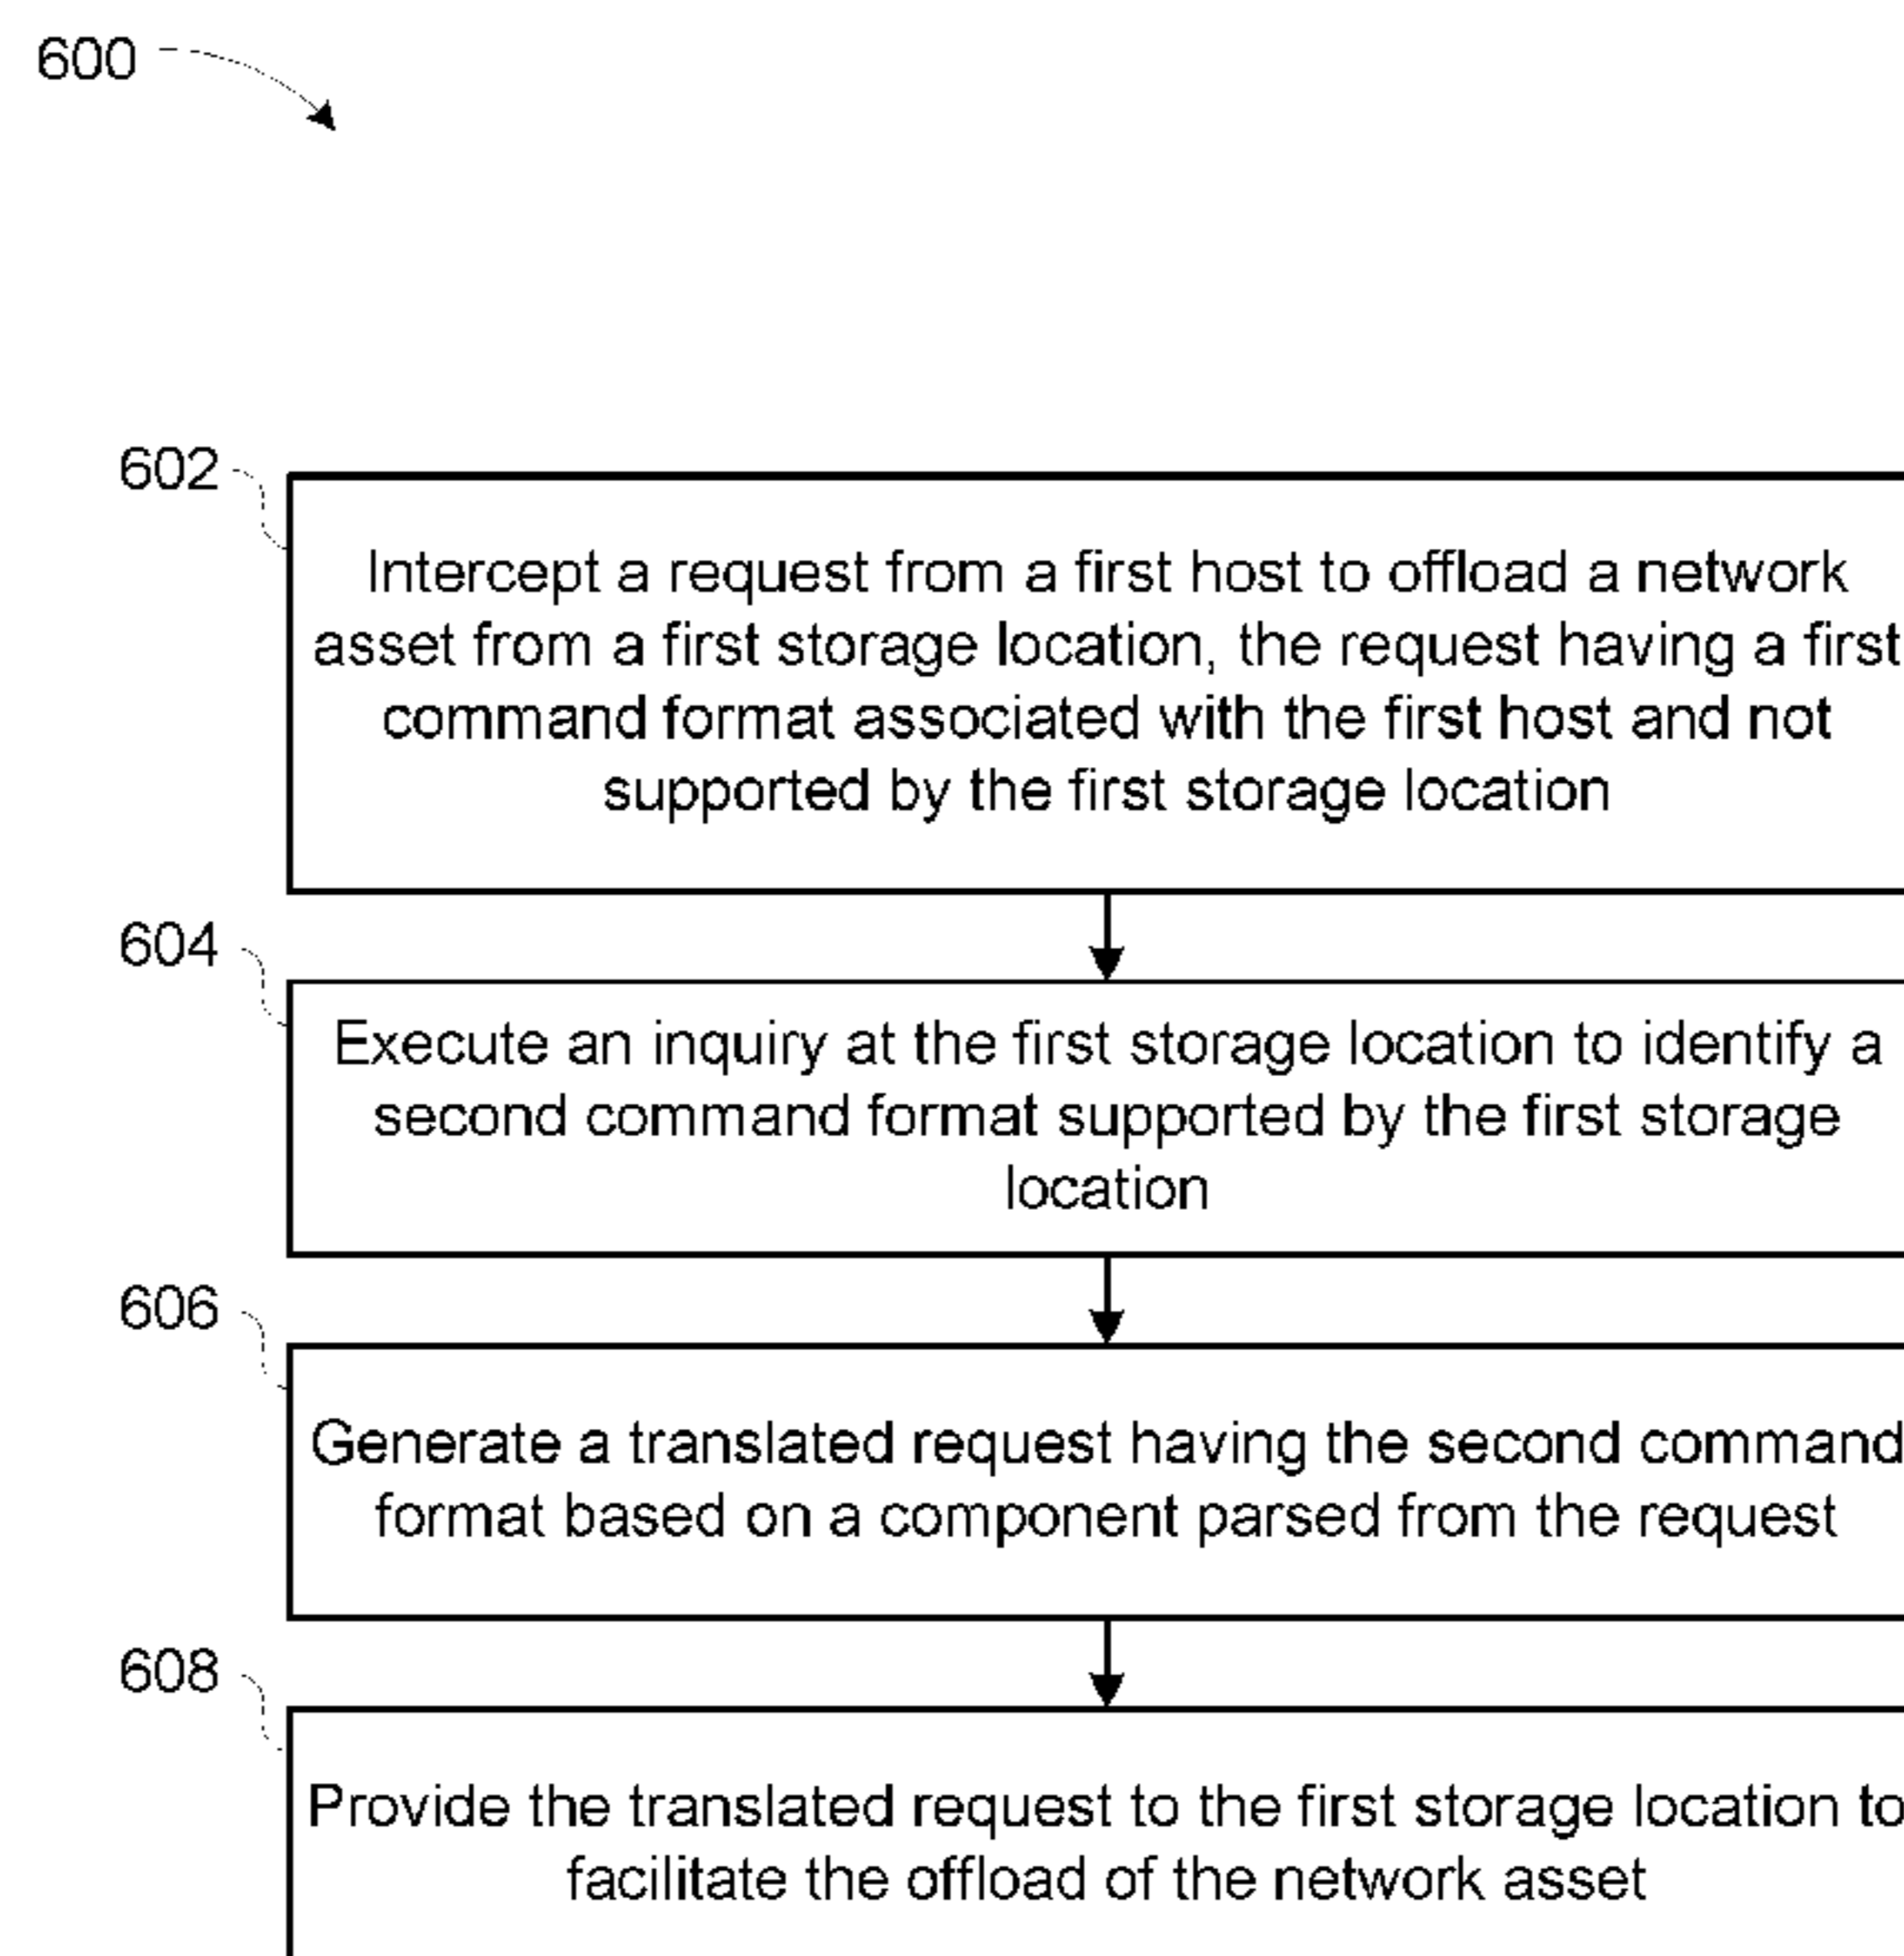 600
602
Intercept a request from a first host to offload a network
asset from a first storage location, the request having a first
command format associated with the first host and not
supported by the first storage location
604
Execute an inquiry at the first storage location to identify a
second command format supported by the first storage
location
606
Generate a translated request having the second command
format based on a component parsed from the request
608
Provide the translated request to the first storage location to
facilitate the offload of the network asset